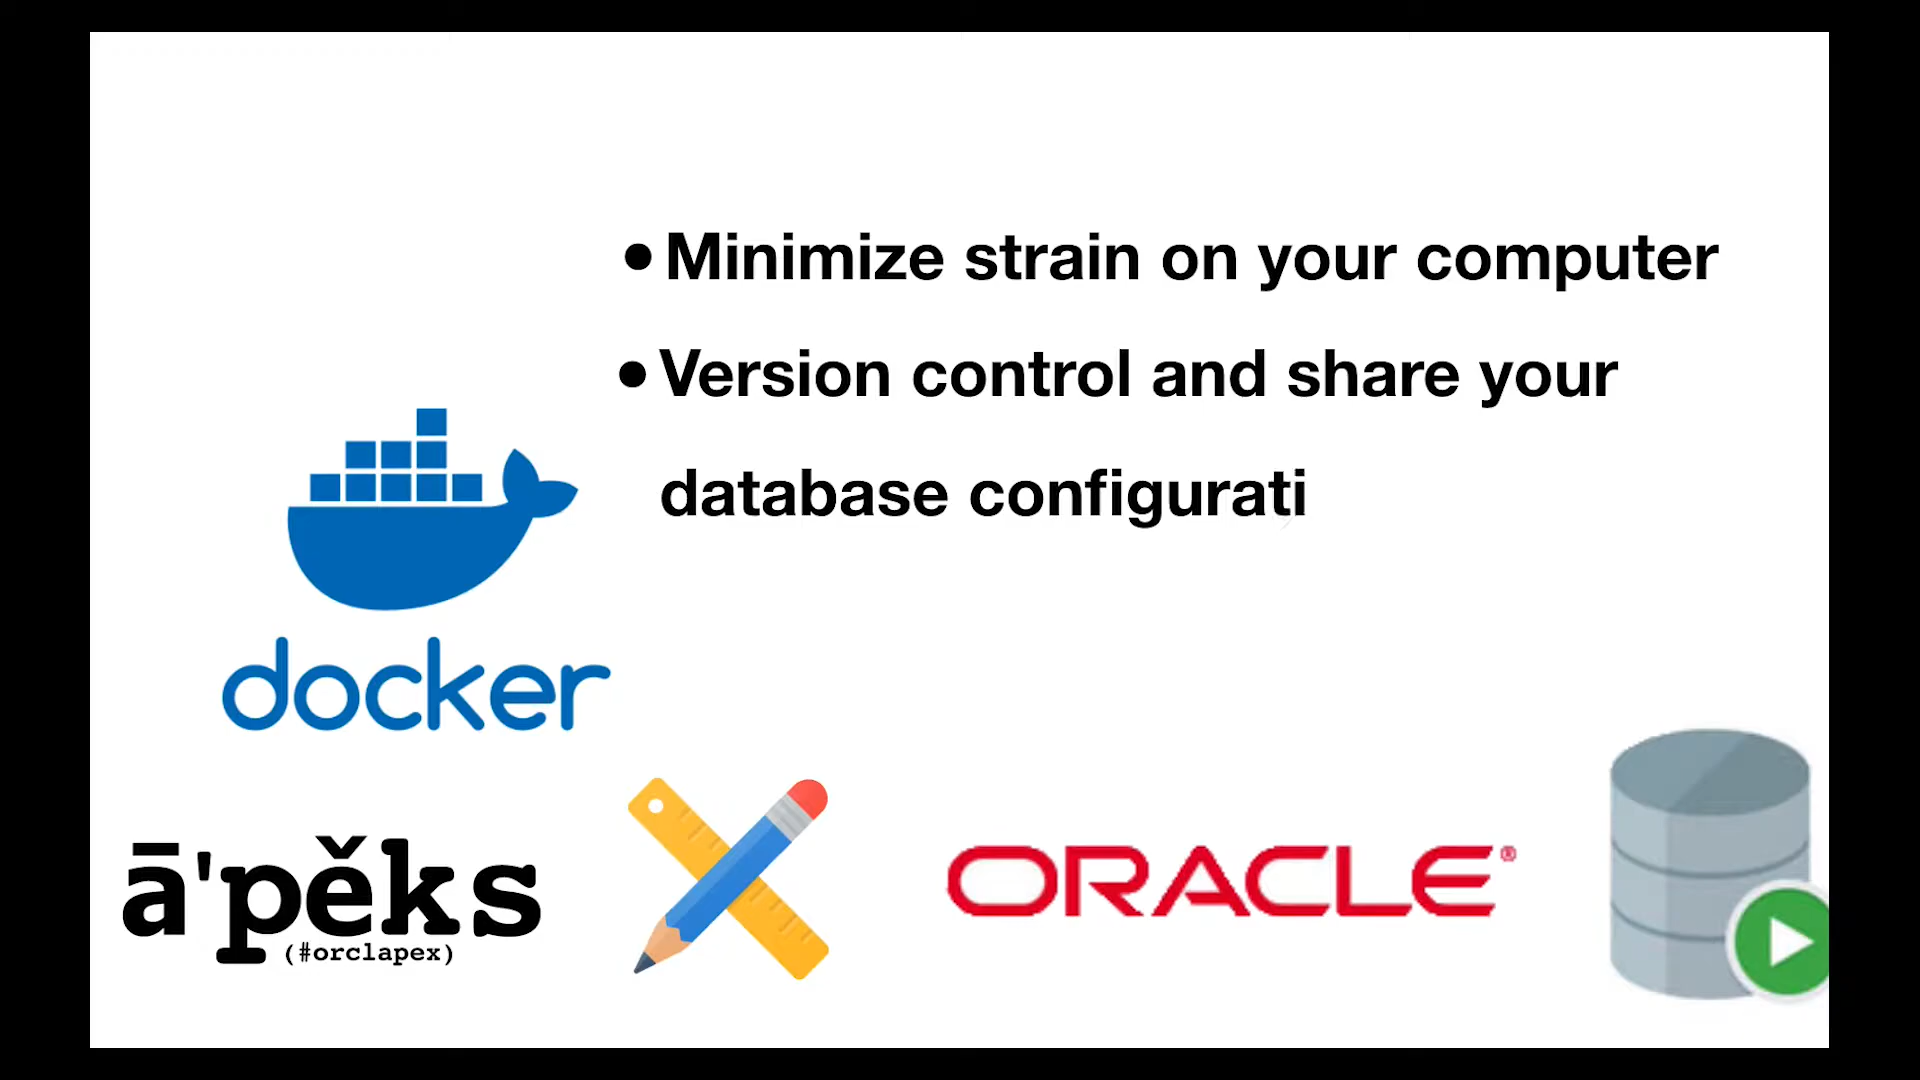 •Minimize strain on your computer
•Version control and share your
database configurati
docker
ā'pěks
(#orclapex)
ORACLE®